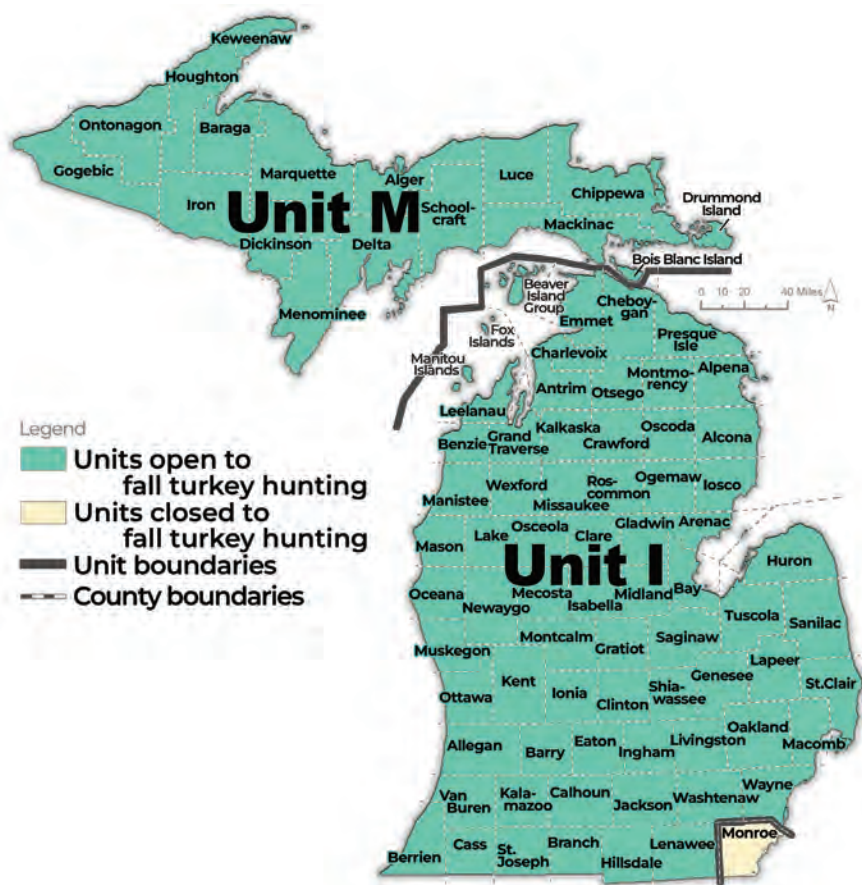 Keweenaw
Houghton
Ontonagon
Baraga
Gogebic
Marquette
Alger
Luce
Iron
Unit M
School-
craft
Chippewa
Drummond
Island
Mackinac
Dickinson
Delta
Bois Blanc Island
Menominee
Beaver
Island
Group
Cheboy-
gan
0 10 20 40 Miles
N
Emmet
Fox
Islands
Presque
Isle
Manitou
Islands
Charlevoix
Montmo-
rency
Alpena
Antrim
Otsego
Leelanau
Kalkaska
Oscoda
Benzie
Grand
Traverse
Crawford
Alcona
Legend
Units open to
fall turkey hunting
Units closed to
fall turkey hunting
Unit boundaries
County boundaries
Manistee
Wexford
Missaukee
Ros-
common
Ogemaw
Iosco
Mason
Lake
Osceola
Clare
Gladwin
Arenac
Unit I
Huron
Oceana
Newaygo
Mecosta
Isabella
Midland
Bay
Tuscola
Sanilac
Muskegon
Montcalm
Gratiot
Saginaw
Lapeer
Genesee
St.Clair
Ottawa
Kent
Ionia
Clinton
Shia-
wassee
Oakland
Macomb
Allegan
Barry
Eaton
Ingham
Livingston
Wayne
Van
Buren
Kala-
mazoo
Calhoun
Jackson
Washtenaw
Monroe
Berrien
Cass
St.
Joseph
Branch
Hillsdale
Lenawee